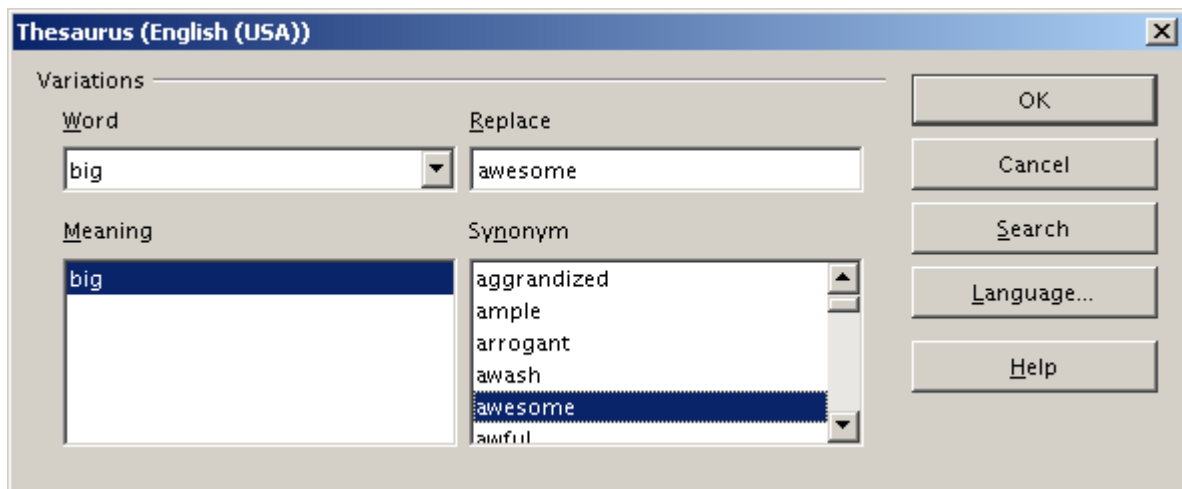 Thesaurus (English (USA))
Variations
Word
Replace
big
awesome
Meaning
Synonym
big
aggrandized
ample
arrogant
awash
awesome
awful
OK
Cancel
Search
Language...
Help